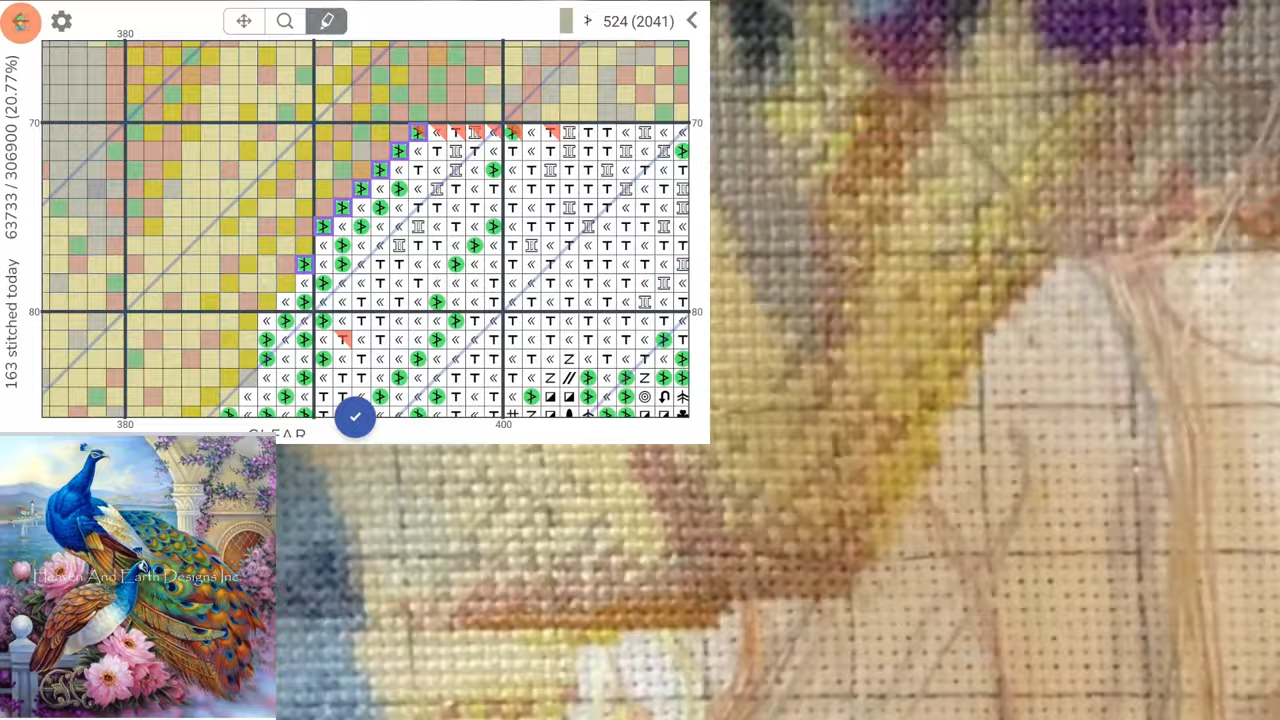 524 (2041)
380
163 stitched today 63733 / 306900 (20.77%)
70
70
80
80
380
400
CLEAR
Heaven And Earth Designs Inc.